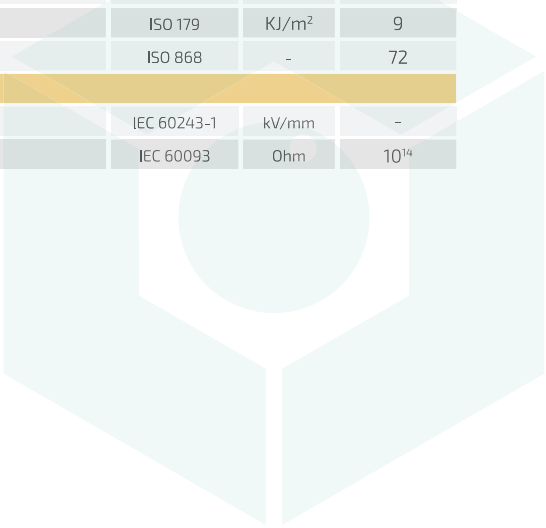 ISO 179 KJ/m² 9
ISO 868 - 72
IEC 60243-1 kV/mm –
IEC 60093 Ohm 10¹⁴